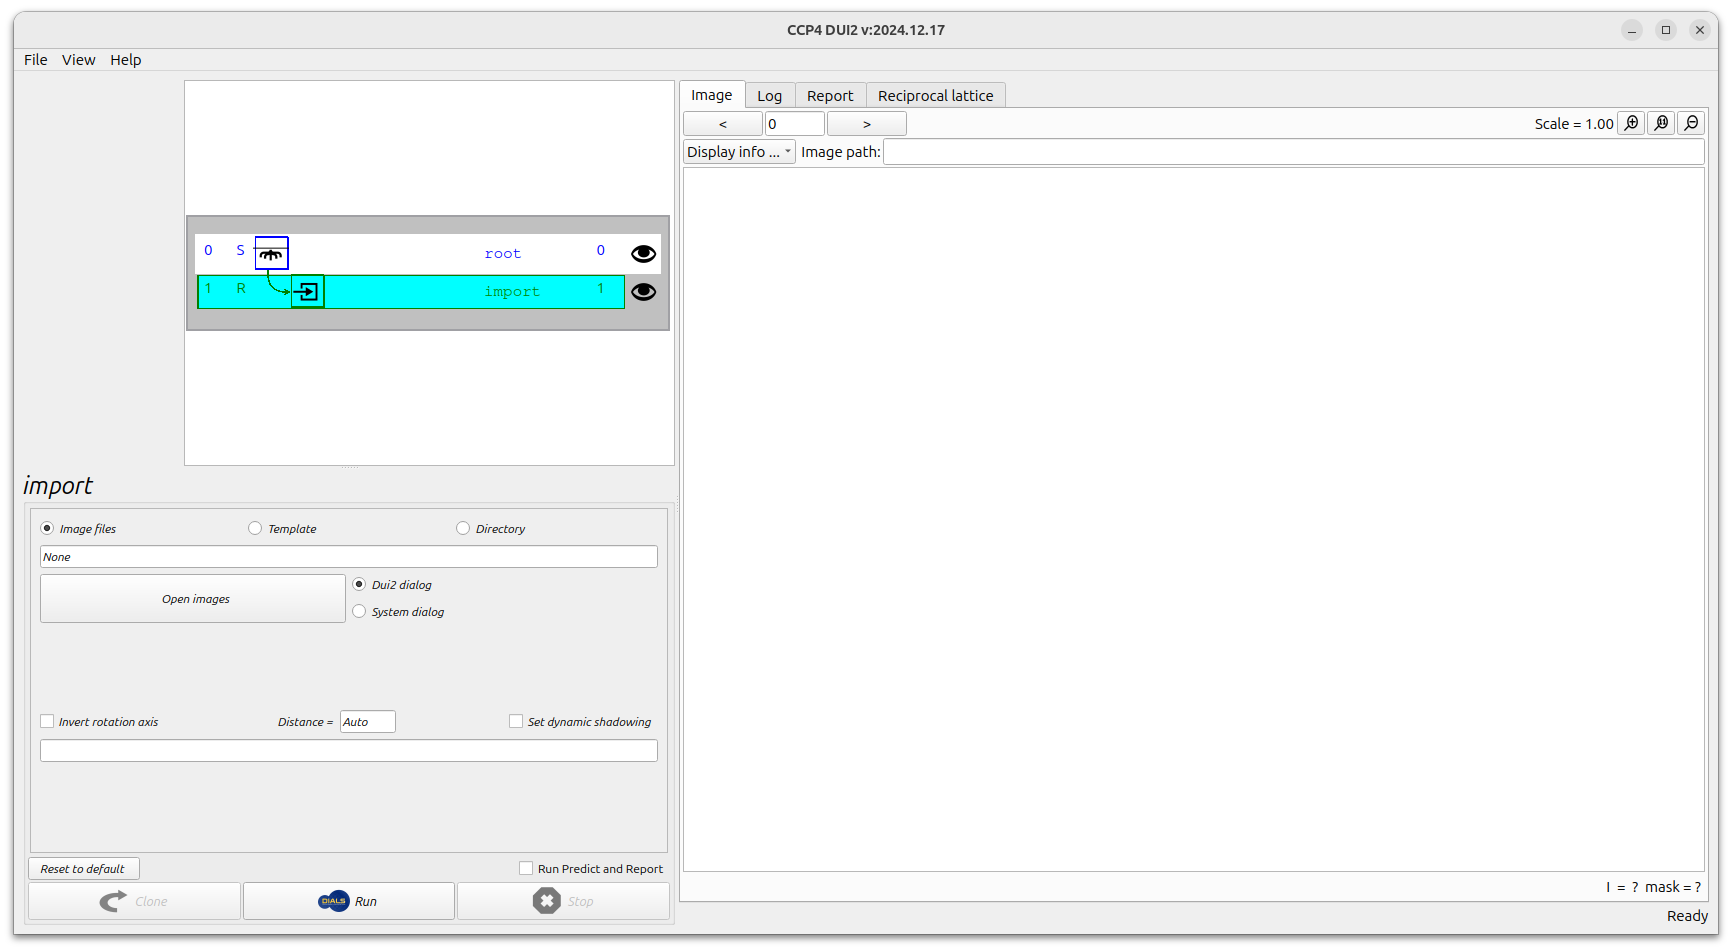 CCP4 DUI2 v:2024.12.17
File View Help
Image Log Report Reciprocal lattice
< 0 > Scale = 1.00
Display info ... Image path:
0 S root 0
1 R import 1
import
Image files Template Directory
None
Open images
Dui2 dialog
System dialog
Invert rotation axis Distance = Auto Set dynamic shadowing
Reset to default Run Predict and Report
Clone DIALS Run Stop
I = ? mask = ?
Ready